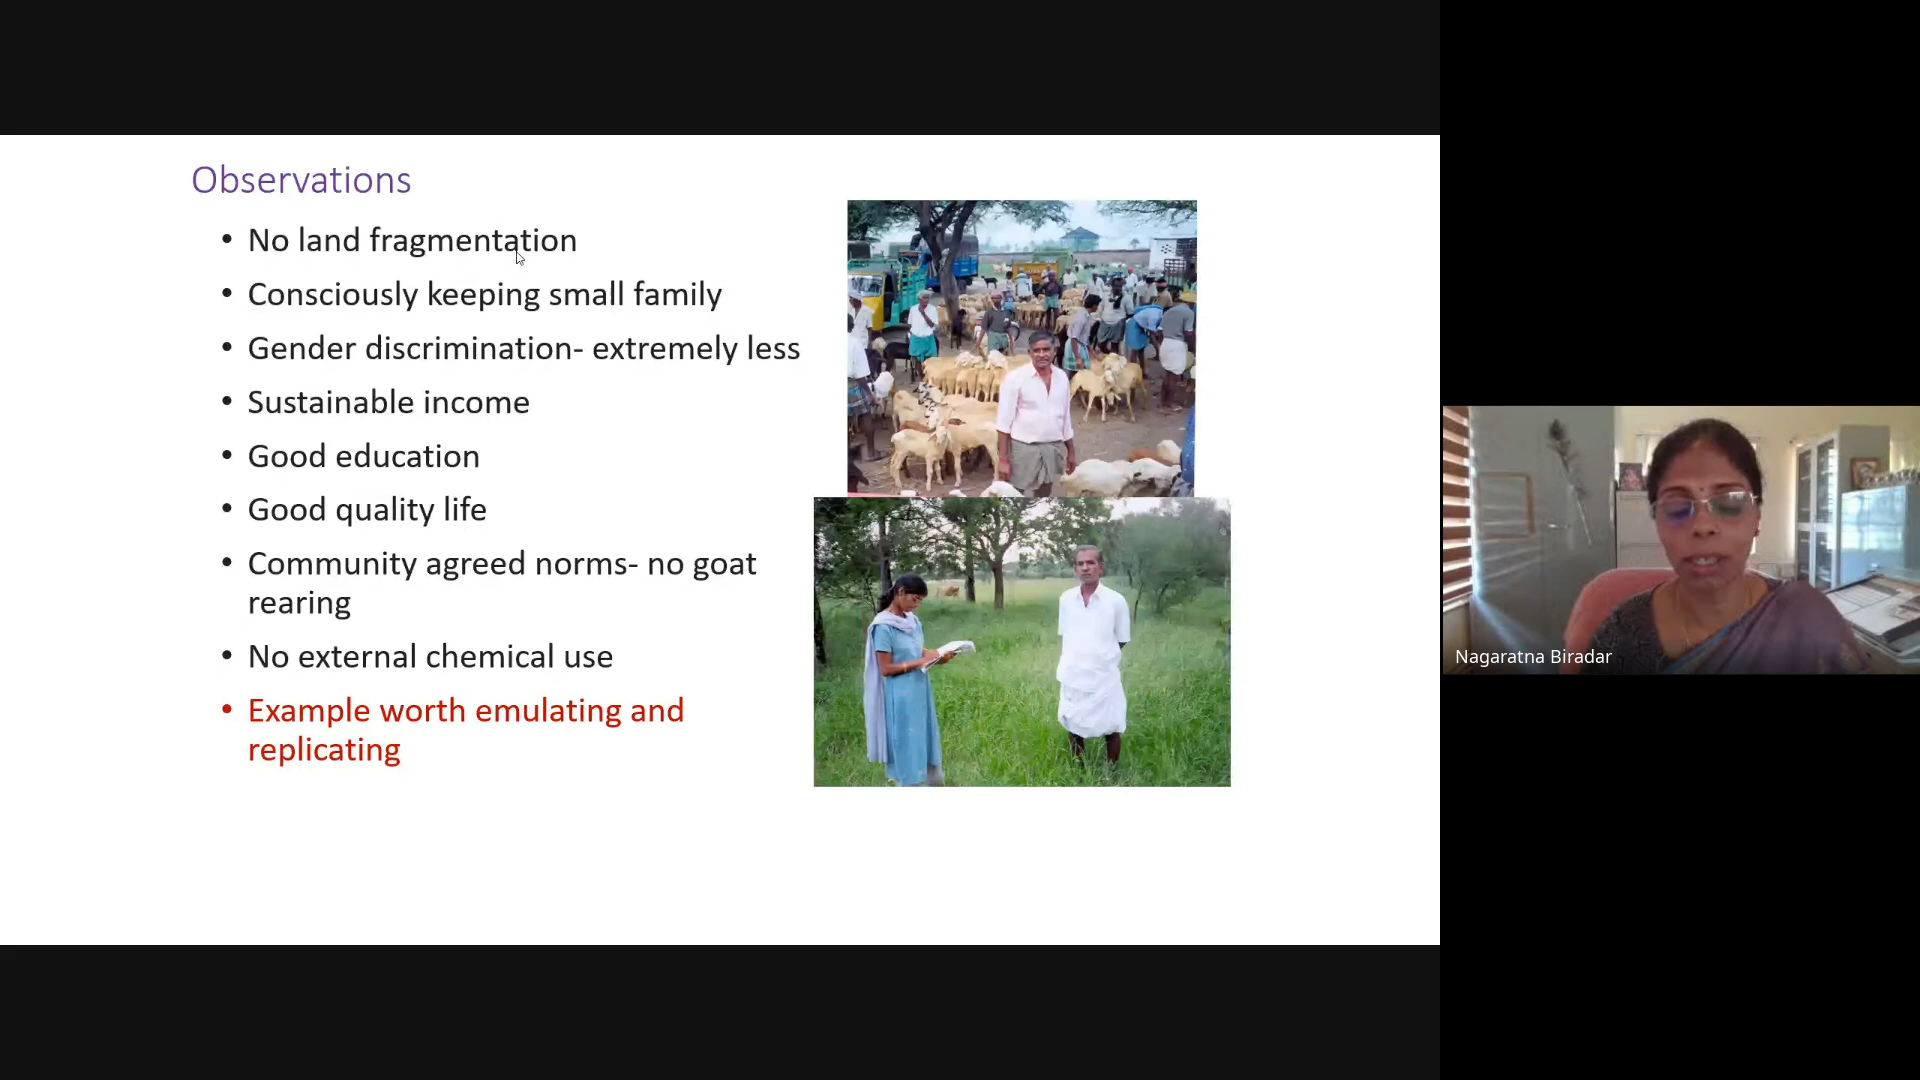 Observations
• No land fragmentation
• Consciously keeping small family
• Gender discrimination- extremely less
• Sustainable income
• Good education
• Good quality life
• Community agreed norms- no goat
rearing
• No external chemical use
• Example worth emulating and
replicating
Nagaratna Biradar